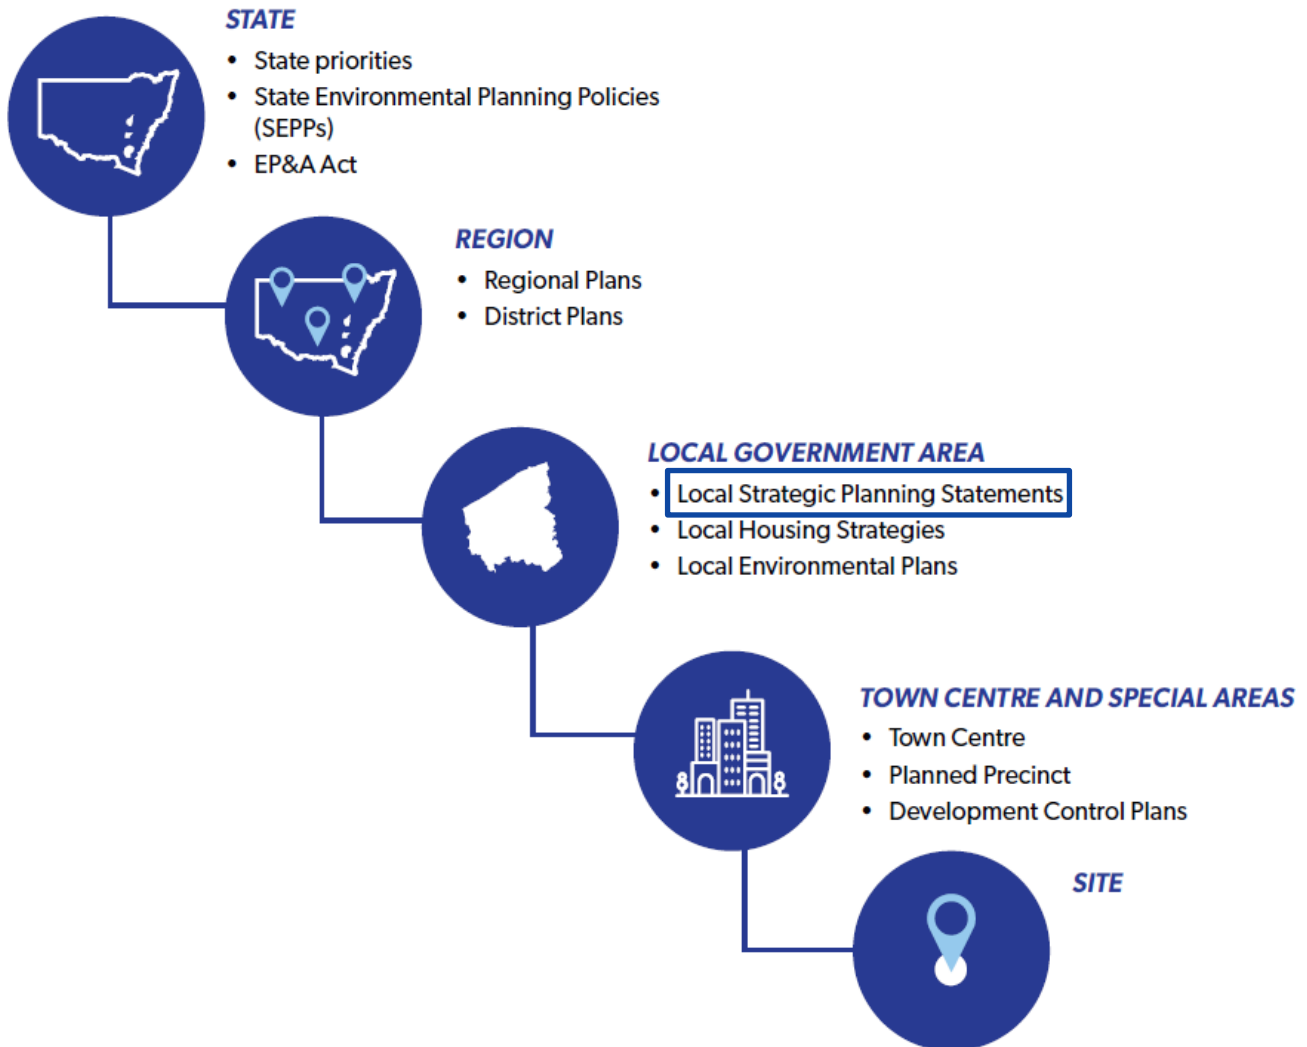 STATE
• State priorities
• State Environmental Planning Policies
(SEPPs)
• EP&A Act
REGION
• Regional Plans
• District Plans
LOCAL GOVERNMENT AREA
• Local Strategic Planning Statements
• Local Housing Strategies
• Local Environmental Plans
TOWN CENTRE AND SPECIAL AREAS
• Town Centre
• Planned Precinct
• Development Control Plans
SITE